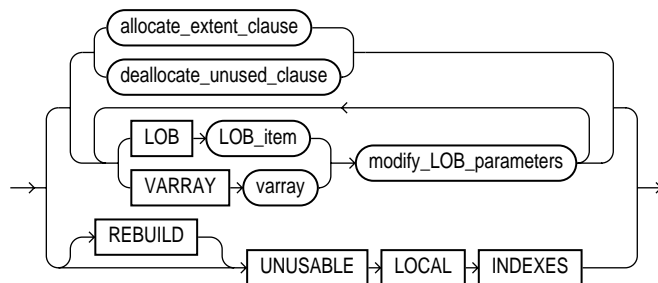 allocate_extent_clause
deallocate_unused_clause
LOB LOB_item
modify_LOB_parameters
VARRAY varray
REBUILD
UNUSABLE LOCAL INDEXES